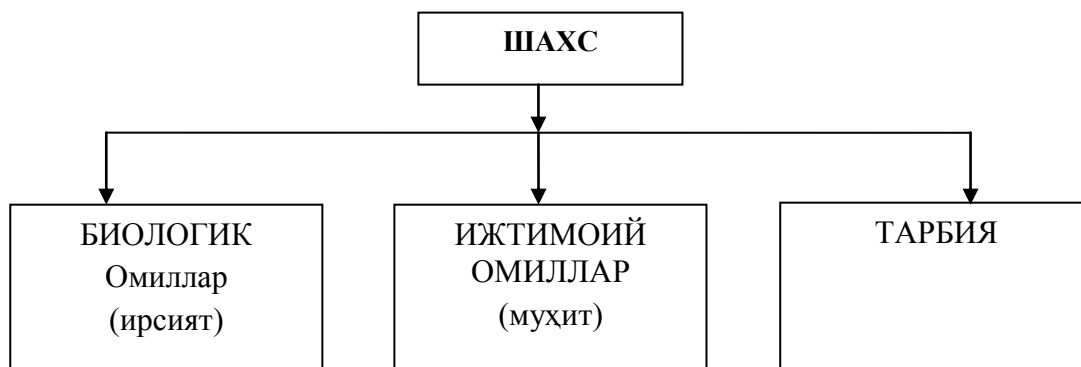 ШАХС
БИОЛОГИК
Омиллар
(ирсият)
ИЖТИМОИЙ
ОМИЛЛАР
(муҳит)
ТАРБИЯ